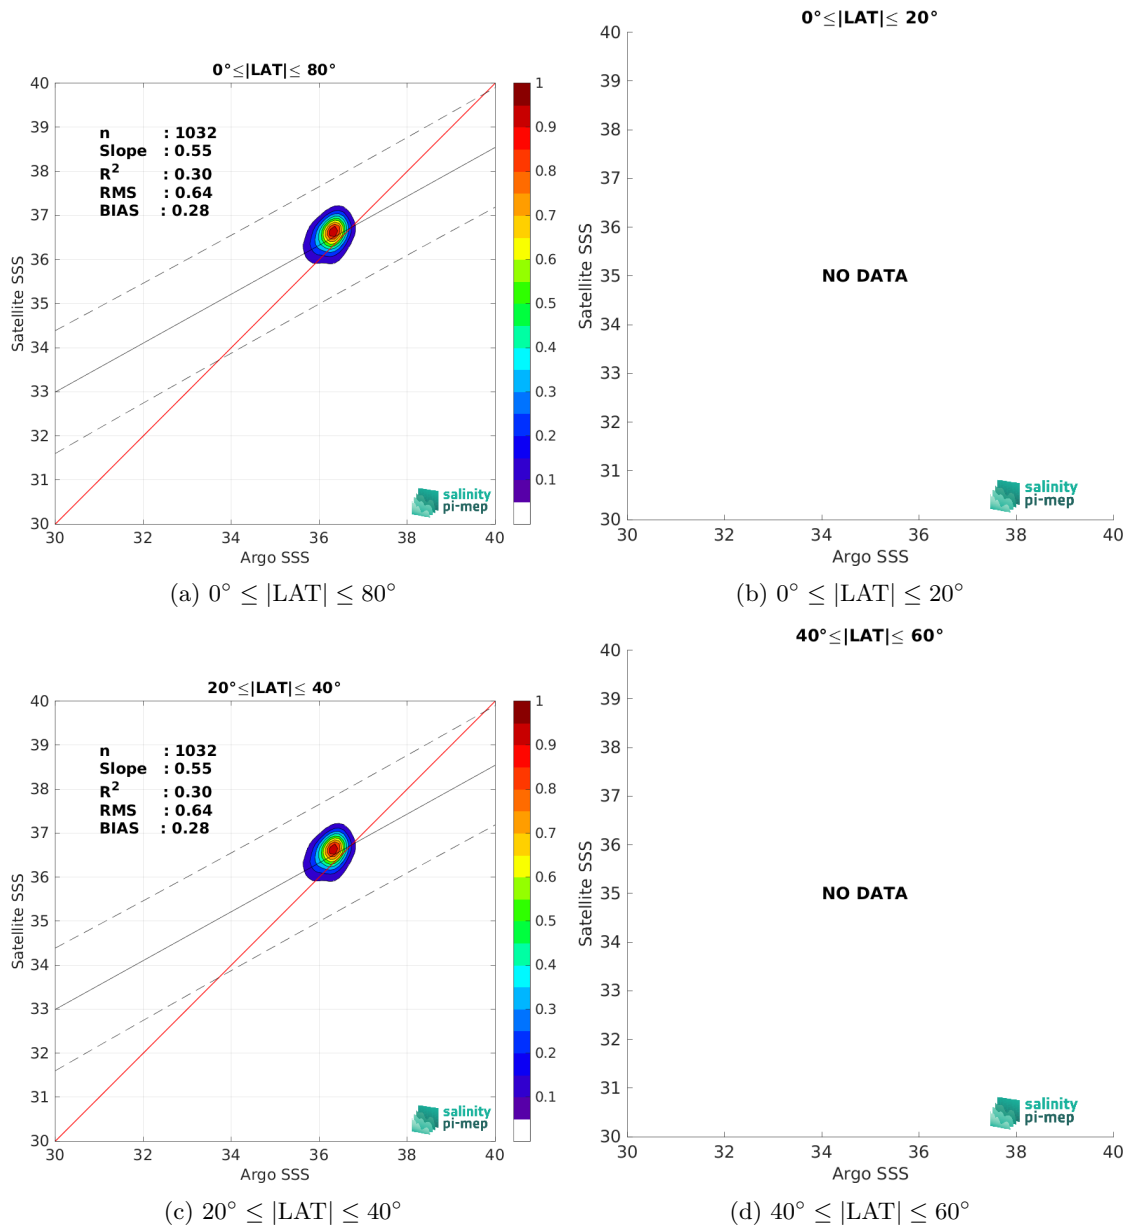 0°≤|LAT|≤ 80°
40
39
38
37
36
35
34
33
32
31
30
Satellite SSS
n : 1032
Slope : 0.55
R² : 0.30
RMS : 0.64
BIAS : 0.28
salinity
pi-mep
30 32 34 36 38 40
Argo SSS
1
0.9
0.8
0.7
0.6
0.5
0.4
0.3
0.2
0.1
(a) 0° ≤ |LAT| ≤ 80°
0°≤|LAT|≤ 20°
40
39
38
37
36
35
34
33
32
31
30
Satellite SSS
NO DATA
salinity
pi-mep
30 32 34 36 38 40
Argo SSS
(b) 0° ≤ |LAT| ≤ 20°
20°≤|LAT|≤ 40°
40
39
38
37
36
35
34
33
32
31
30
Satellite SSS
n : 1032
Slope : 0.55
R² : 0.30
RMS : 0.64
BIAS : 0.28
salinity
pi-mep
30 32 34 36 38 40
Argo SSS
1
0.9
0.8
0.7
0.6
0.5
0.4
0.3
0.2
0.1
(c) 20° ≤ |LAT| ≤ 40°
40°≤|LAT|≤ 60°
40
39
38
37
36
35
34
33
32
31
30
Satellite SSS
NO DATA
salinity
pi-mep
30 32 34 36 38 40
Argo SSS
(d) 40° ≤ |LAT| ≤ 60°